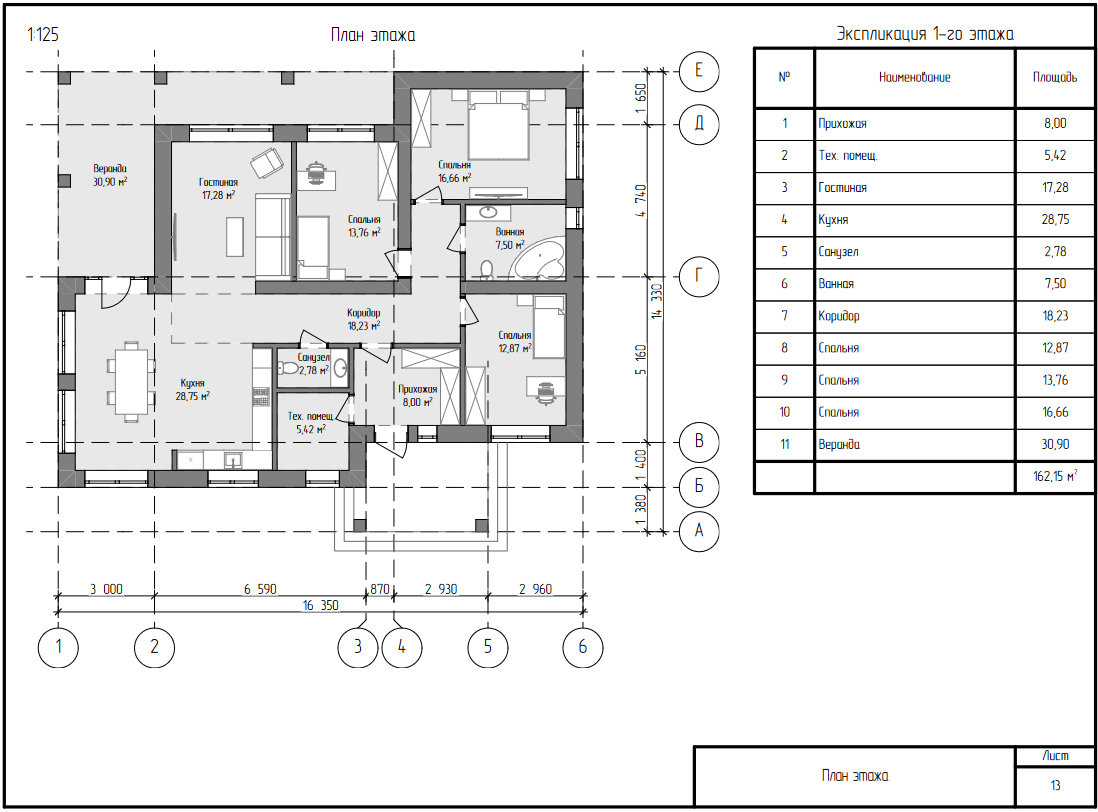 1:125
План этажа
Экспликация 1-го этажа
№ Наименование Площадь
1 Прихожая 8,00
2 Тех. помещ. 5,42
3 Гостиная 17,28
4 Кухня 28,75
5 Санузел 2,78
6 Ванная 7,50
7 Коридор 18,23
8 Спальня 12,87
9 Спальня 13,76
10 Спальня 16,66
11 Веранда 30,90
162,15 м²
Веранда
30,90 м²
Гостиная
17,28 м²
Спальня
13,76 м²
Спальня
16,66 м²
Ванная
7,50 м²
Коридор
18,23 м²
Спальня
12,87 м²
Санузел
2,78 м²
Кухня
28,75 м²
Прихожая
8,00 м²
Тех. помещ.
5,42 м²
Е
Д
Г
В
Б
А
1 650
4 740
14 330
5 160
1 400
1 380
3 000
6 590
870
2 930
2 960
16 350
1
2
3
4
5
6
План этажа
Лист
13